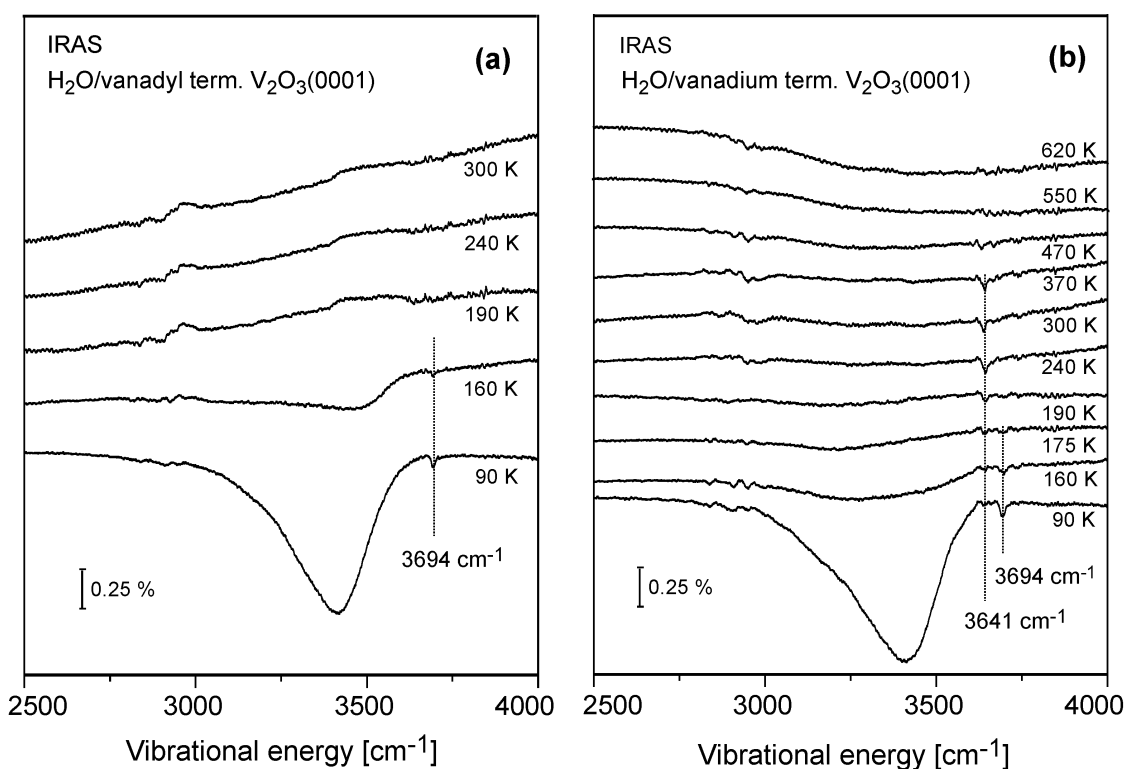 IRAS
(a)
H2O/vanadyl term. V2O3(0001)
300 K
240 K
190 K
160 K
90 K
3694 cm-1
0.25 %
2500
3000
3500
4000
Vibrational energy [cm-1]
IRAS
(b)
H2O/vanadium term. V2O3(0001)
620 K
550 K
470 K
370 K
300 K
240 K
190 K
175 K
160 K
90 K
3694 cm-1
0.25 %
3641 cm-1
2500
3000
3500
4000
Vibrational energy [cm-1]